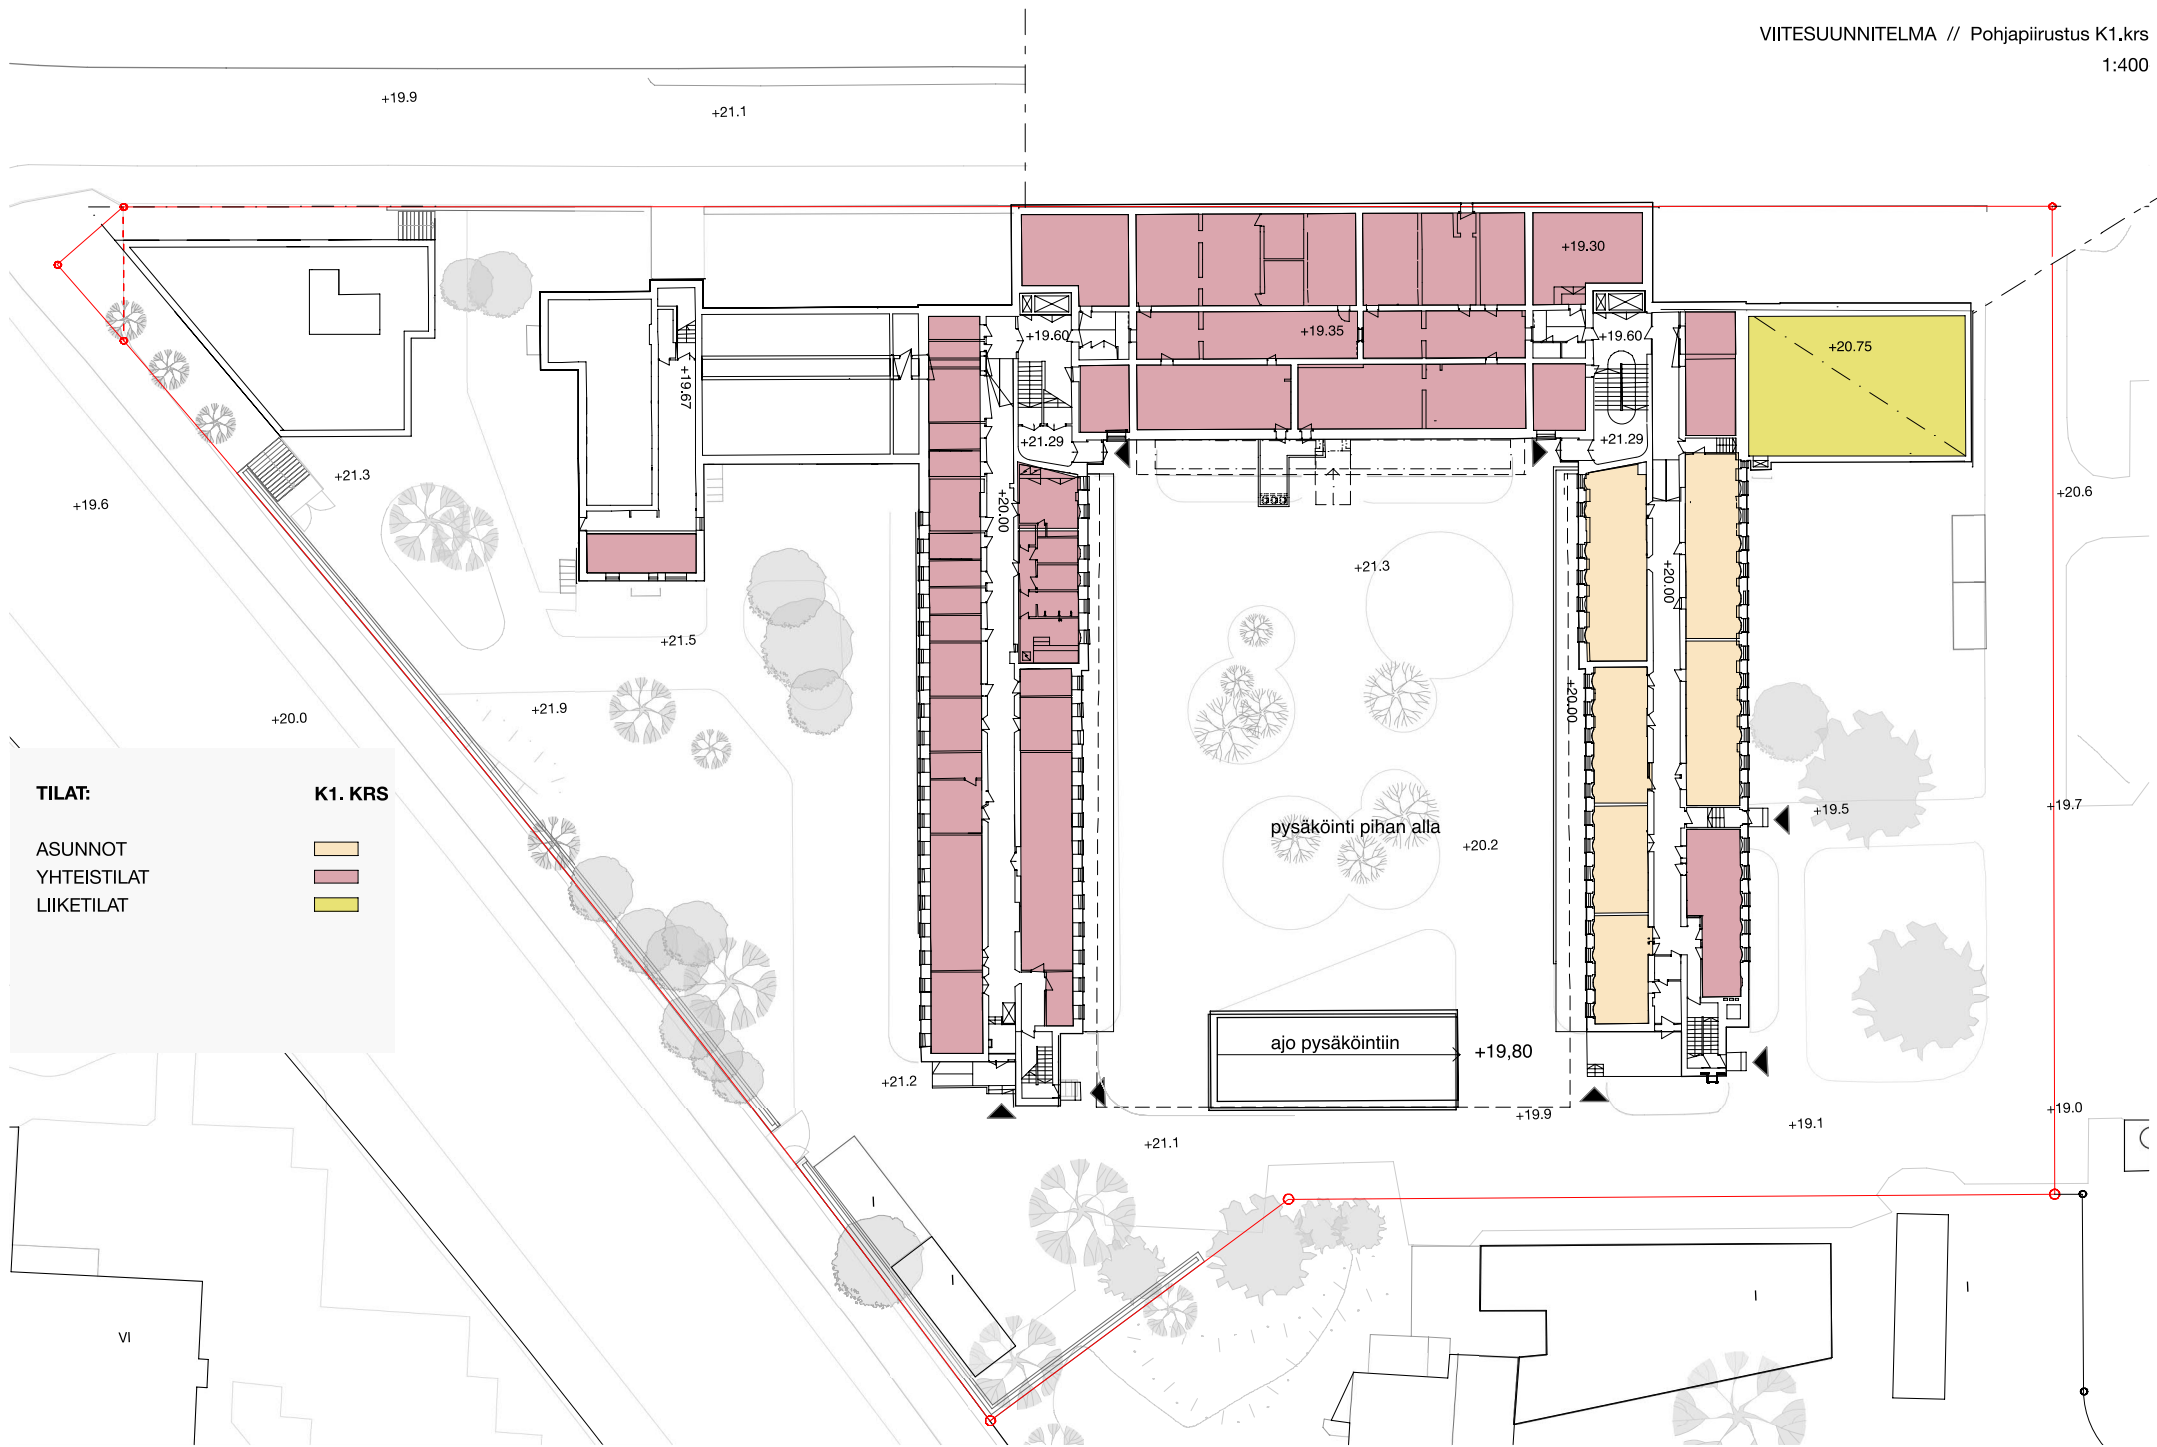 VIITESUUNNITELMA // Pohjapiirustus K1.krs
1:400
+19.9
+21.1
+19.30
+19.35
+19.60
+19.60
+20.75
+19.67
+21.29
+21.29
+21.3
+19.6
+20.00
+20.6
+21.3
+20.00
+21.5
+20.00
+21.9
+20.0
TILAT: K1. KRS
ASUNNOT
YHTEISTILAT
LIIKETILAT
pysäköinti pihan alla
+20.2
+19.5
+19.7
ajo pysäköintiin
+19,80
+21.2
+19.9
+19.1
+19.0
+21.1
I
I
I
I
VI